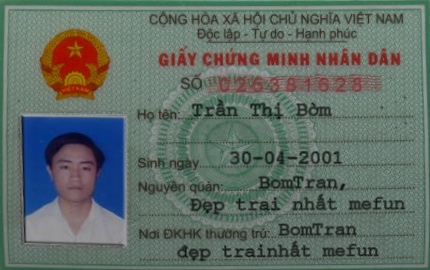 CỘNG HÒA XÃ HỘI CHỦ NGHĨA VIỆT NAM
Độc lập - Tự do - Hạnh phúc
GIẤY CHỨNG MINH NHÂN DÂN
SỐ 026361628
Họ tên: Trần Thị Bờm
Sinh ngày 30-04-2001
Nguyên quán: BomTran,
Đẹp trai nhất mefun
Nơi ĐKHK thường trú: BomTran
đẹp trainhất mefun